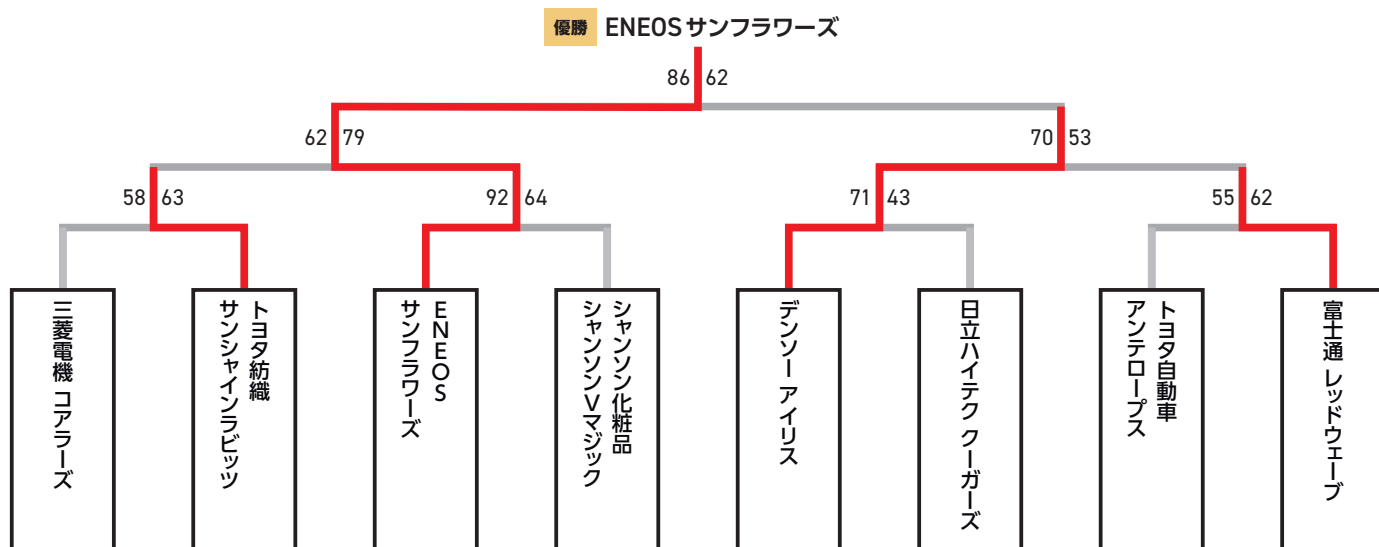 優勝 ENEOSサンフラワーズ
86 62
62 79
70 53
58 63
92 64
71 43
55 62
三菱電機 コアラーズ
トヨタ紡織
サンシャインラビッツ
ENEOS
サンフラワーズ
シャンソン化粧品
シャンソンVマジック
デンソー アイリス
日立ハイテク クーガーズ
トヨタ自動車
アンテロープス
富士通 レッドウェーブ